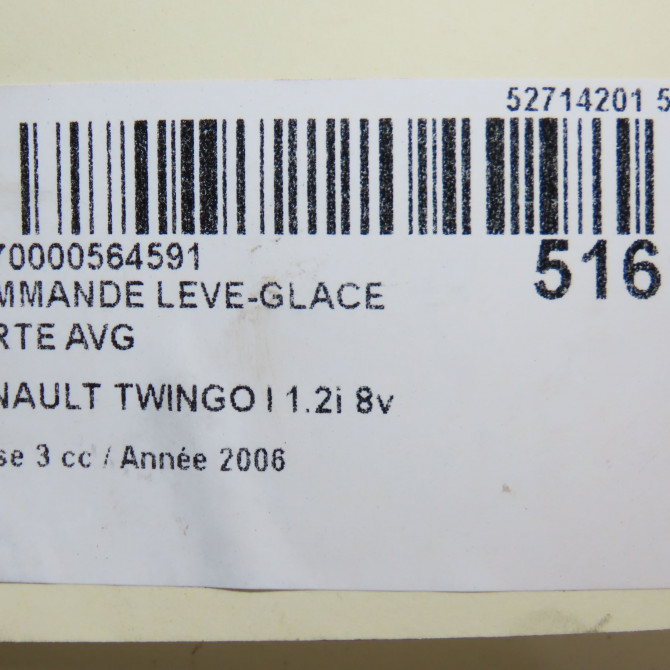 52714201 5
70000564591
516
MMANDE LEVE-GLACE
RTE AVG
NAULT TWINGO I 1.2i 8v
se 3 cc / Année 2006